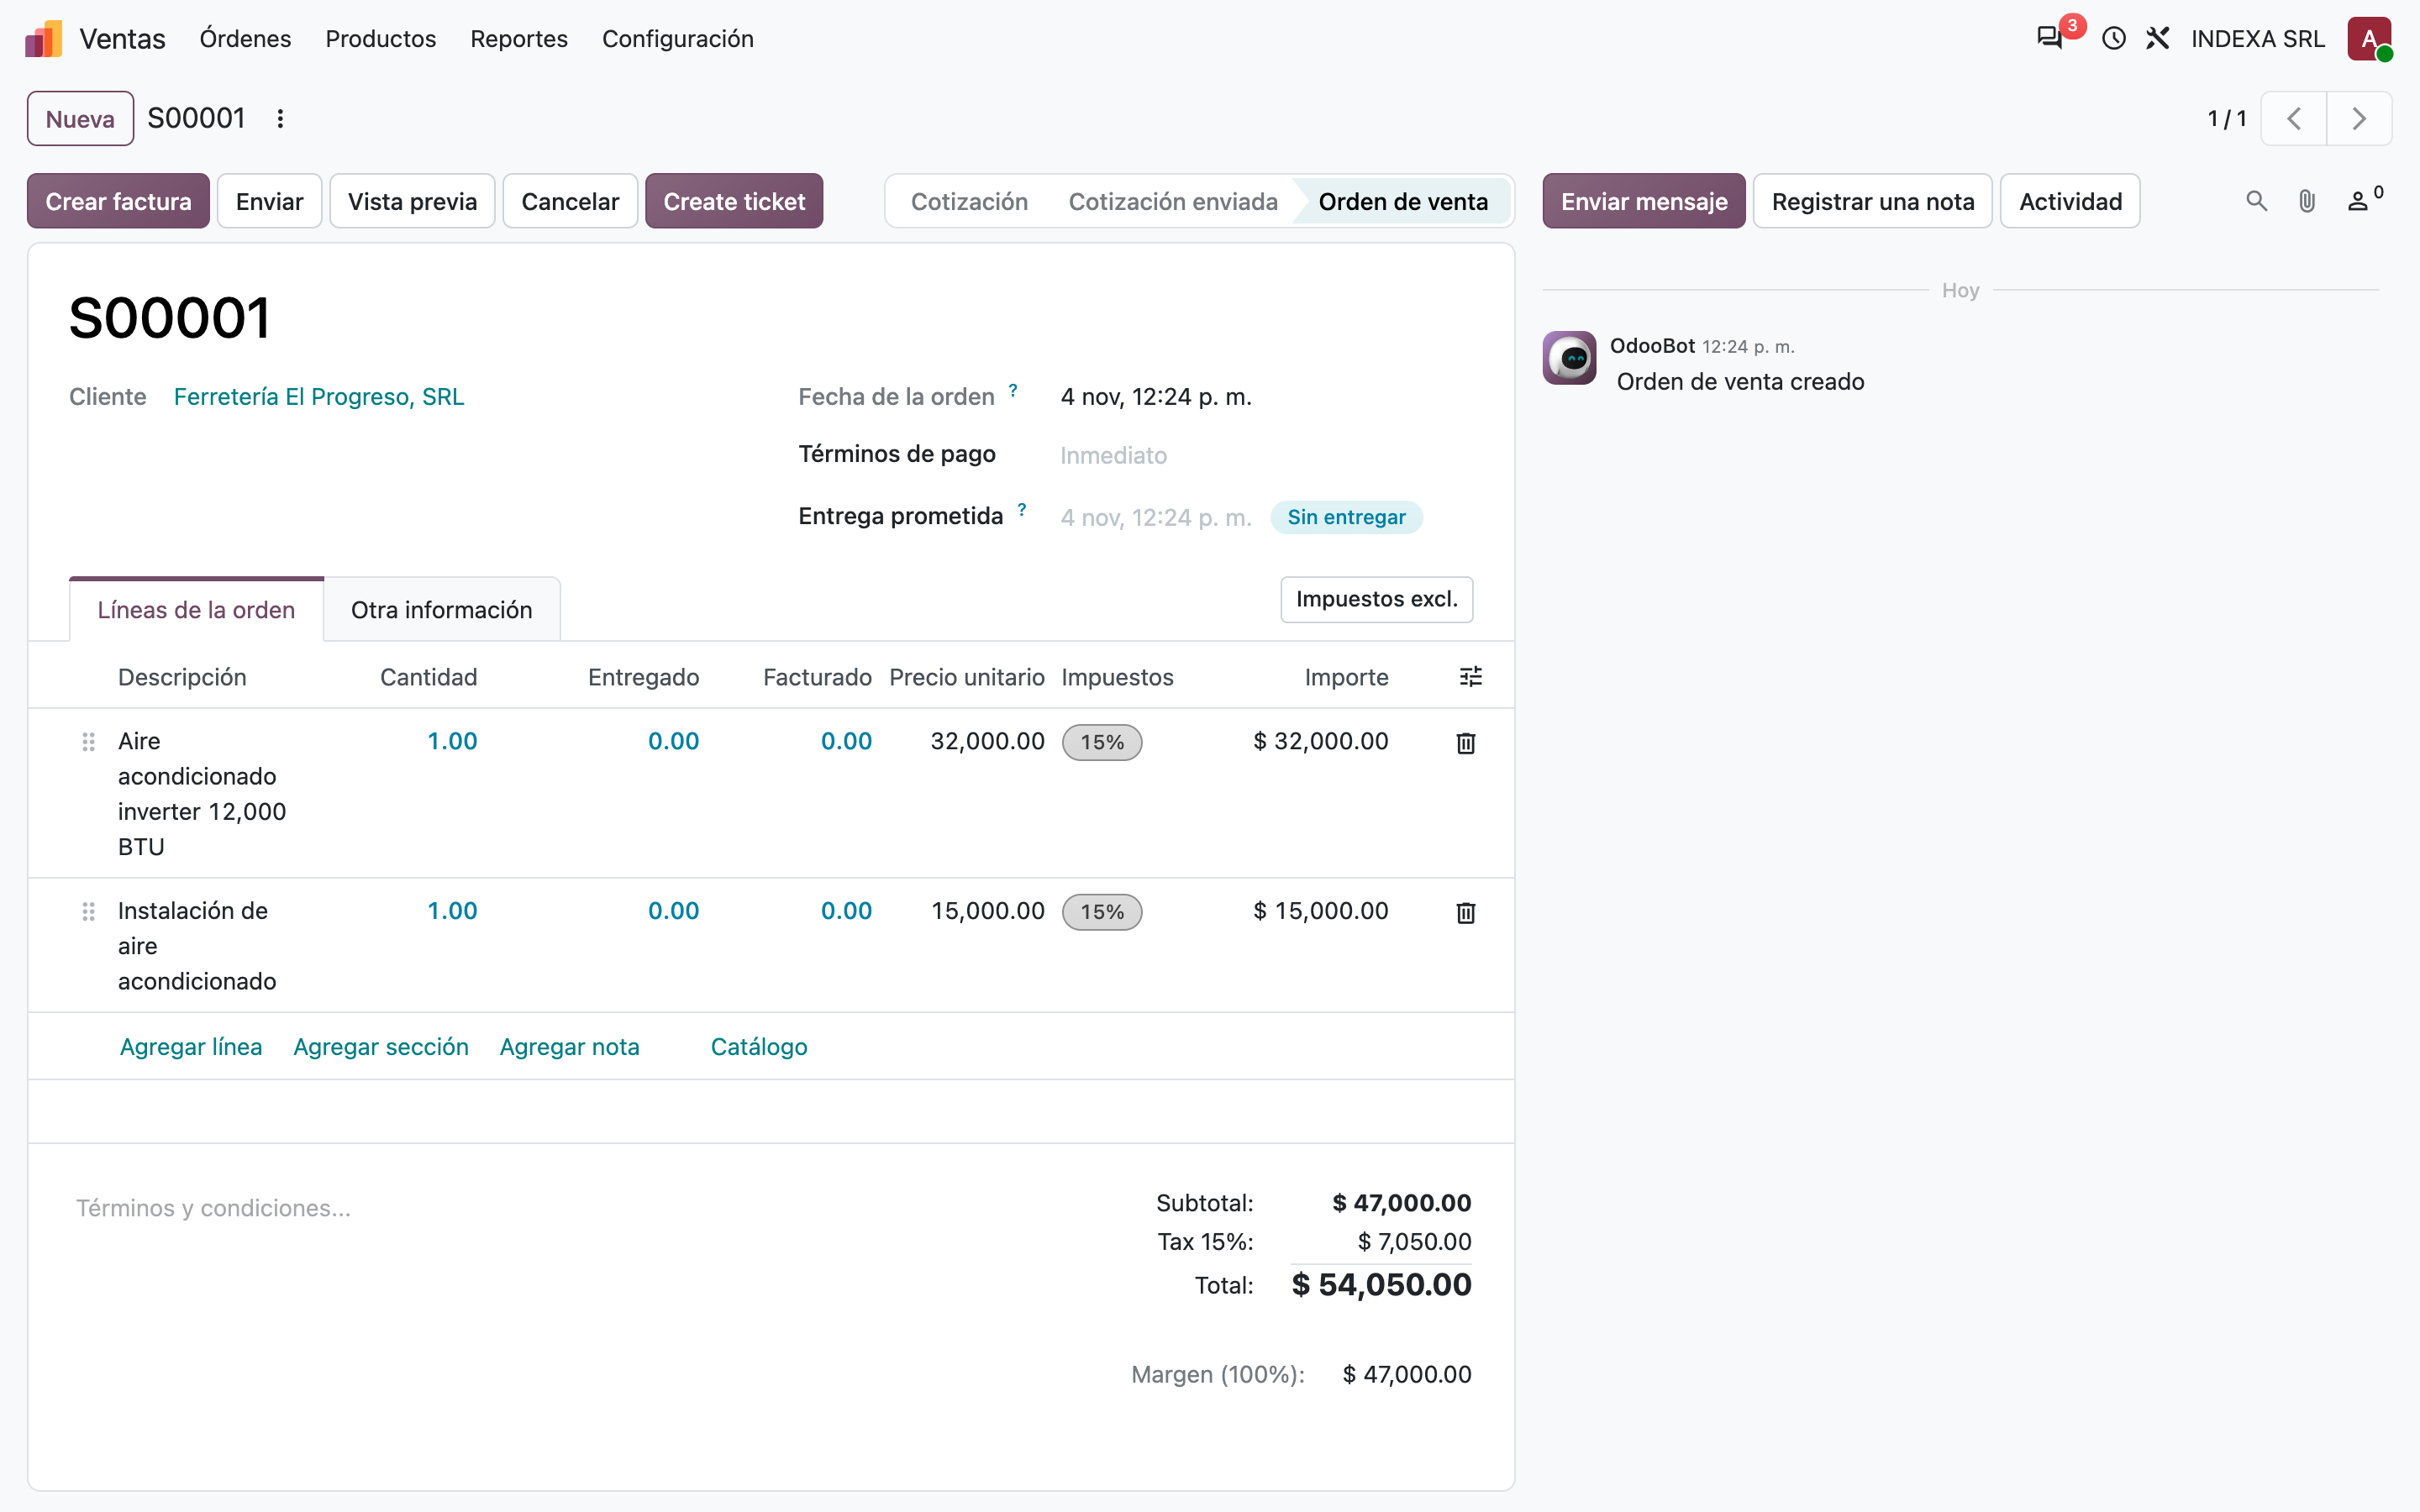 Ventas Órdenes Productos Reportes Configuración 3 INDEXA SRL A
Nueva S00001 1 / 1
Crear factura Enviar Vista previa Cancelar Create ticket Cotización Cotización enviada Orden de venta Enviar mensaje Registrar una nota Actividad 0
Hoy
S00001
OdooBot 12:24 p. m.
Orden de venta creado
Cliente Ferretería El Progreso, SRL Fecha de la orden ? 4 nov, 12:24 p. m.
Términos de pago Inmediato
Entrega prometida ? 4 nov, 12:24 p. m. Sin entregar
Líneas de la orden Otra información Impuestos excl.
Descripción Cantidad Entregado Facturado Precio unitario Impuestos Importe
Aire 1.00 0.00 0.00 32,000.00 15% $ 32,000.00
acondicionado
inverter 12,000
BTU
Instalación de 1.00 0.00 0.00 15,000.00 15% $ 15,000.00
aire
acondicionado
Agregar línea Agregar sección Agregar nota Catálogo
Términos y condiciones...
Subtotal: $ 47,000.00
Tax 15%: $ 7,050.00
Total: $ 54,050.00
Margen (100%): $ 47,000.00